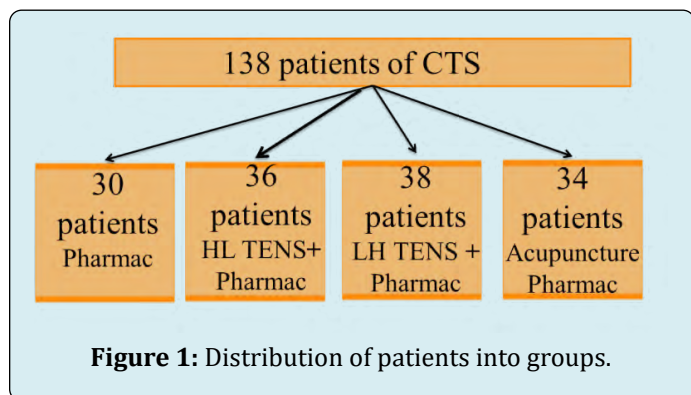 138 patients of CTS
30
patients
Pharmac
36
patients
HL TENS+
Pharmac
38
patients
LH TENS +
Pharmac
34
patients
Acupuncture
Pharmac
Figure 1: Distribution of patients into groups.